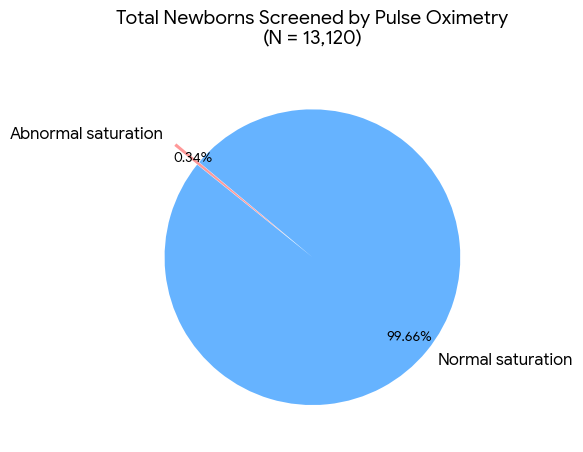 Total Newborns Screened by Pulse Oximetry
(N = 13,120)
Abnormal saturation
0.34%
99.66%
Normal saturation